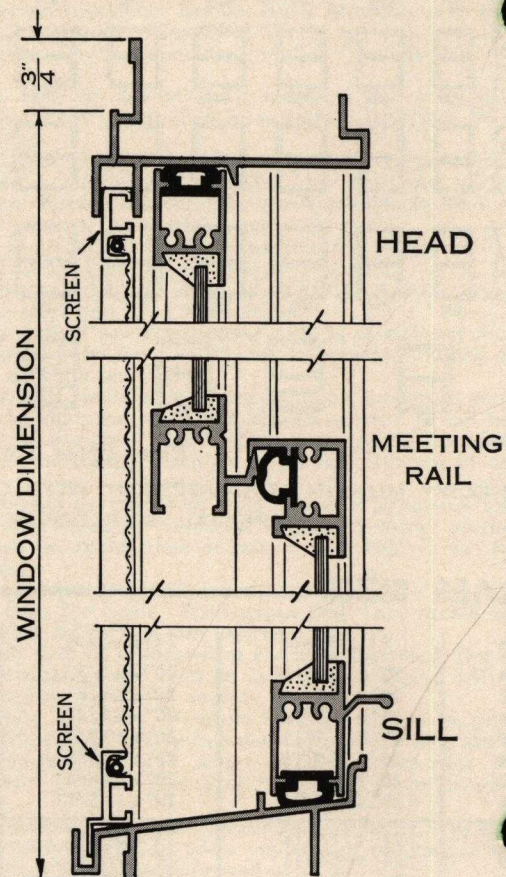 3/4
HEAD
SCREEN
WINDOW DIMENSION
MEETING
RAIL
SCREEN
SILL